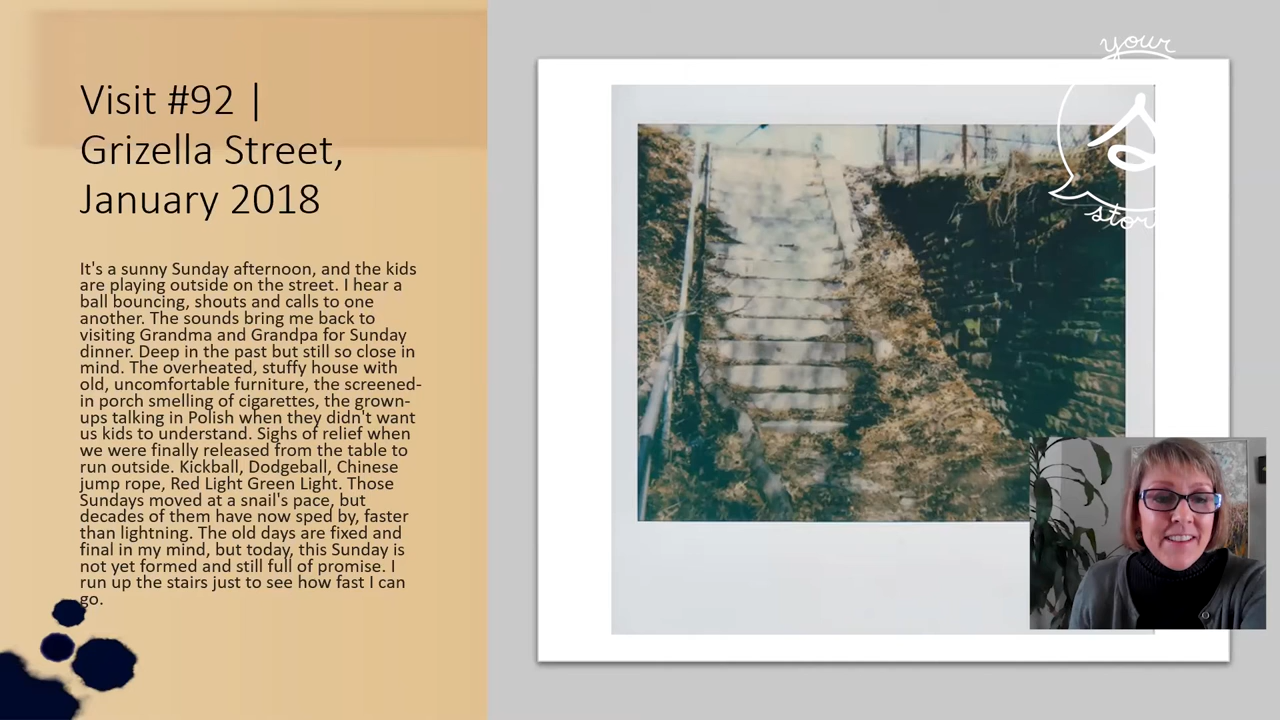 Visit #92 |
Grizella Street,
January 2018
It's a sunny Sunday afternoon, and the kids
are playing outside on the street. I hear a
ball bouncing, shouts and calls to one
another. The sounds bring me back to
visiting Grandma and Grandpa for Sunday
dinner. Deep in the past but still so close in
mind. The overheated, stuffy house with
old, uncomfortable furniture, the screened-
in porch smelling of cigarettes, the grown-
ups talking in Polish when they didn't want
us kids to understand. Sighs of relief when
we were finally released from the table to
run outside. Kickball, Dodgeball, Chinese
jump rope, Red Light Green Light. Those
Sundays moved at a snail's pace, but
decades of them have now sped by, faster
than lightning. The old days are fixed and
final in my mind, but today, this Sunday is
not yet formed and still full of promise. I
run up the stairs just to see how fast I can
go.
your